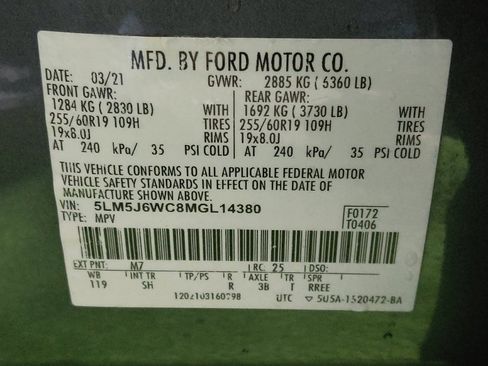 MFD. BY FORD MOTOR CO.
DATE: 03/21 GVWR: 2885 KG ( 6360 LB)
FRONT GAWR: REAR GAWR:
1284 KG ( 2830 LB) WITH 1692 KG ( 3730 LB) WITH
255/60R19 109H TIRES 255/60R19 109H TIRES
19x8.0J RIMS 19x8.0J RIMS
AT 240 kPa/ 35 PSI COLD AT 240 kPa/ 35 PSI COLD
THIS VEHICLE CONFORMS TO ALL APPLICABLE FEDERAL MOTOR
VEHICLE SAFETY STANDARDS IN EFFECT ON THE DATE OF
MANUFACTURE SHOWN ABOVE.
VIN: 5LM5J6WC8MGL14380 F0172
TYPE: MPV T0406
EXT PNT: M7 RC: 25 DSO:
WB INT TR TP/PS R AXLE TR SPR
119 SH R 3B T RREE
UTC